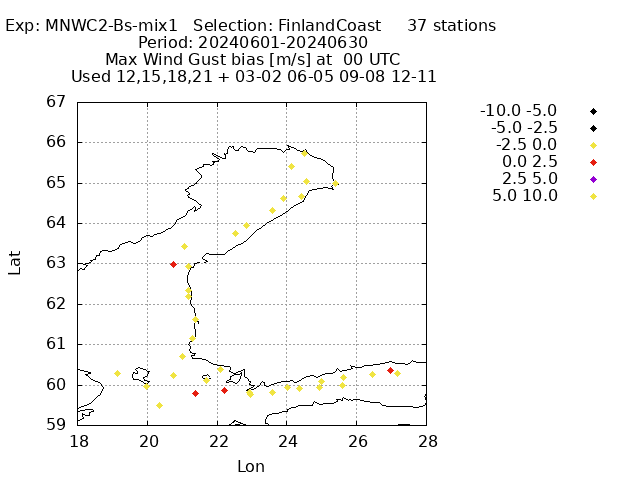 Exp: MNWC2-Bs-mix1   Selection: FinlandCoast     37 stations
Period: 20240601-20240630
Max Wind Gust bias [m/s] at  00 UTC
Used 12,15,18,21 + 03-02 06-05 09-08 12-11
-10.0 -5.0
-5.0 -2.5
-2.5 0.0
0.0 2.5
2.5 5.0
5.0 10.0
67
66
65
64
63
62
61
60
59
Lat
18 20 22 24 26 28
Lon